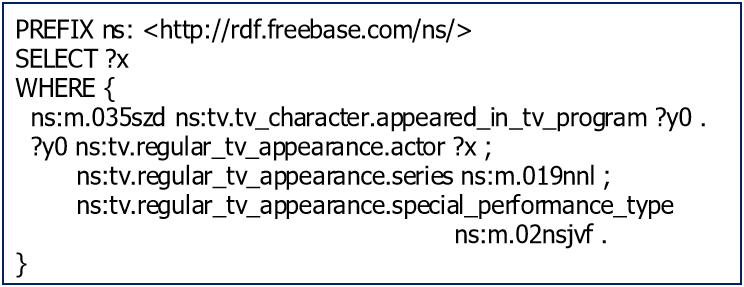 PREFIX ns: <http://rdf.freebase.com/ns/>
SELECT ?x
WHERE {
ns:m.035szd ns:tv.tv_character.appeared_in_tv_program ?y0 .
?y0 ns:tv.regular_tv_appearance.actor ?x ;
ns:tv.regular_tv_appearance.series ns:m.019nnl ;
ns:tv.regular_tv_appearance.special_performance_type
ns:m.02nsjvf .
}